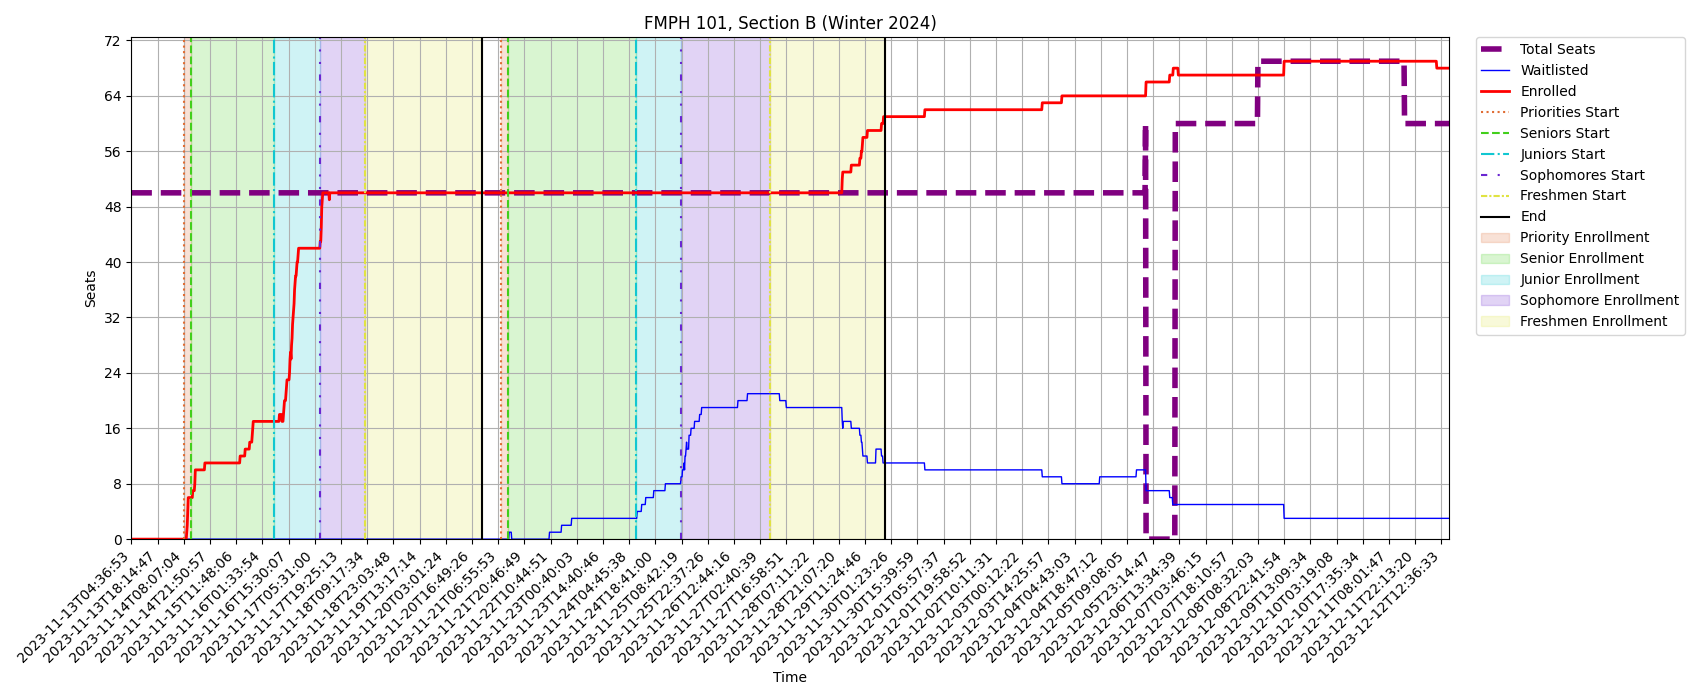 FMPH 101, Section B (Winter 2024)
72
64
56
48
40
32
24
16
8
0
Seats
2023-11-13T04:36:53
2023-11-13T18:14:47
2023-11-14T08:07:04
2023-11-14T21:50:57
2023-11-15T11:48:06
2023-11-16T01:33:54
2023-11-16T15:30:07
2023-11-17T05:31:00
2023-11-17T19:25:13
2023-11-18T09:17:34
2023-11-18T23:03:48
2023-11-19T13:17:14
2023-11-20T03:01:24
2023-11-20T16:49:26
2023-11-21T06:55:53
2023-11-21T20:46:49
2023-11-22T10:44:51
2023-11-23T00:40:03
2023-11-23T14:40:46
2023-11-24T04:45:38
2023-11-24T18:41:00
2023-11-25T08:42:19
2023-11-25T22:37:26
2023-11-26T12:44:16
2023-11-27T02:40:39
2023-11-27T16:58:51
2023-11-28T07:11:22
2023-11-28T21:07:20
2023-11-29T11:24:46
2023-11-30T01:23:26
2023-11-30T15:39:59
2023-12-01T05:57:37
2023-12-01T19:58:52
2023-12-02T10:11:31
2023-12-03T00:12:22
2023-12-03T14:25:57
2023-12-04T04:43:03
2023-12-04T18:47:12
2023-12-05T09:08:05
2023-12-05T23:14:47
2023-12-06T13:34:39
2023-12-07T03:46:15
2023-12-07T18:10:57
2023-12-08T08:32:03
2023-12-08T22:41:54
2023-12-09T13:09:34
2023-12-10T03:19:08
2023-12-10T17:35:34
2023-12-11T08:01:47
2023-12-11T22:13:20
2023-12-12T12:36:33
Time
Total Seats
Waitlisted
Enrolled
Priorities Start
Seniors Start
Juniors Start
Sophomores Start
Freshmen Start
End
Priority Enrollment
Senior Enrollment
Junior Enrollment
Sophomore Enrollment
Freshmen Enrollment